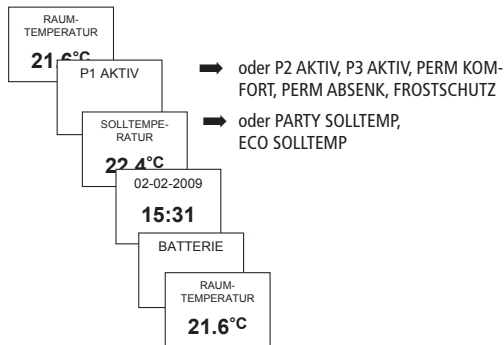 RAUM-
TEMPERATUR
21.6°C
P1 AKTIV
oder P2 AKTIV, P3 AKTIV, PERM KOM-
FORT, PERM ABSENK, FROSTSCHUTZ
SOLLTEMPE-
RATUR
22.4°C
oder PARTY SOLLTEMP,
ECO SOLLTEMP
02-02-2009
15:31
BATTERIE
RAUM-
TEMPERATUR
21.6°C